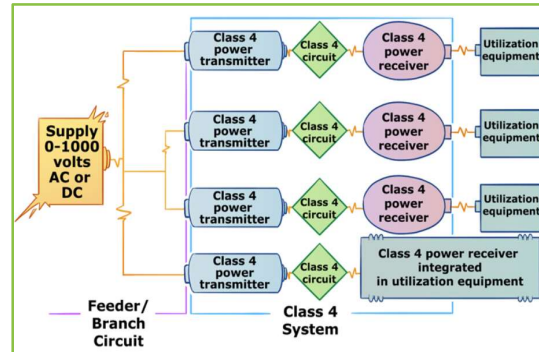 Supply
0-1000
volts
AC or
DC
Class 4
power
transmitter
Class 4
circuit
Class 4
power
receiver
Utilization
equipment
Class 4
power
transmitter
Class 4
circuit
Class 4
power
receiver
Utilization
equipment
Class 4
power
transmitter
Class 4
circuit
Class 4
power
receiver
Utilization
equipment
Class 4
power
transmitter
Class 4
circuit
Class 4 power receiver
integrated
in utilization equipment
Feeder/
Branch
Circuit
Class 4
System